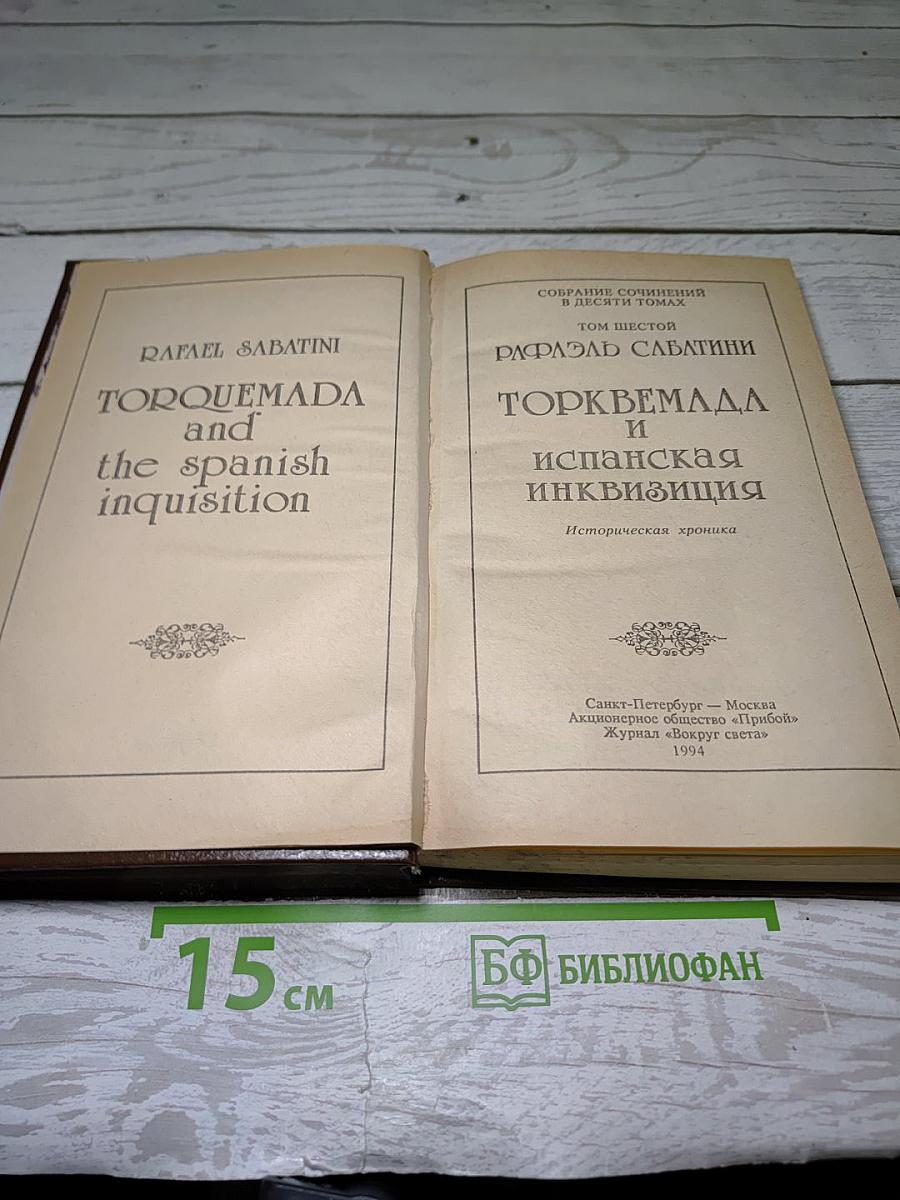 RAFAEL SABATINI
TORQUEMADA
and
the spanish
inquisition
СОБРАНИЕ СОЧИНЕНИЙ
В ДЕСЯТИ ТОМАХ
ТОМ ШЕСТОЙ
РАФАЭЛЬ САБАТИНИ
ТОРКВЕМАДА
И
ИСПАНСКАЯ
ИНКВИЗИЦИЯ
Историческая хроника
Санкт-Петербург — Москва
Акционерное общество «Прибой»
Журнал «Вокруг света»
1994
15 см
БФ БИБЛИОФАН